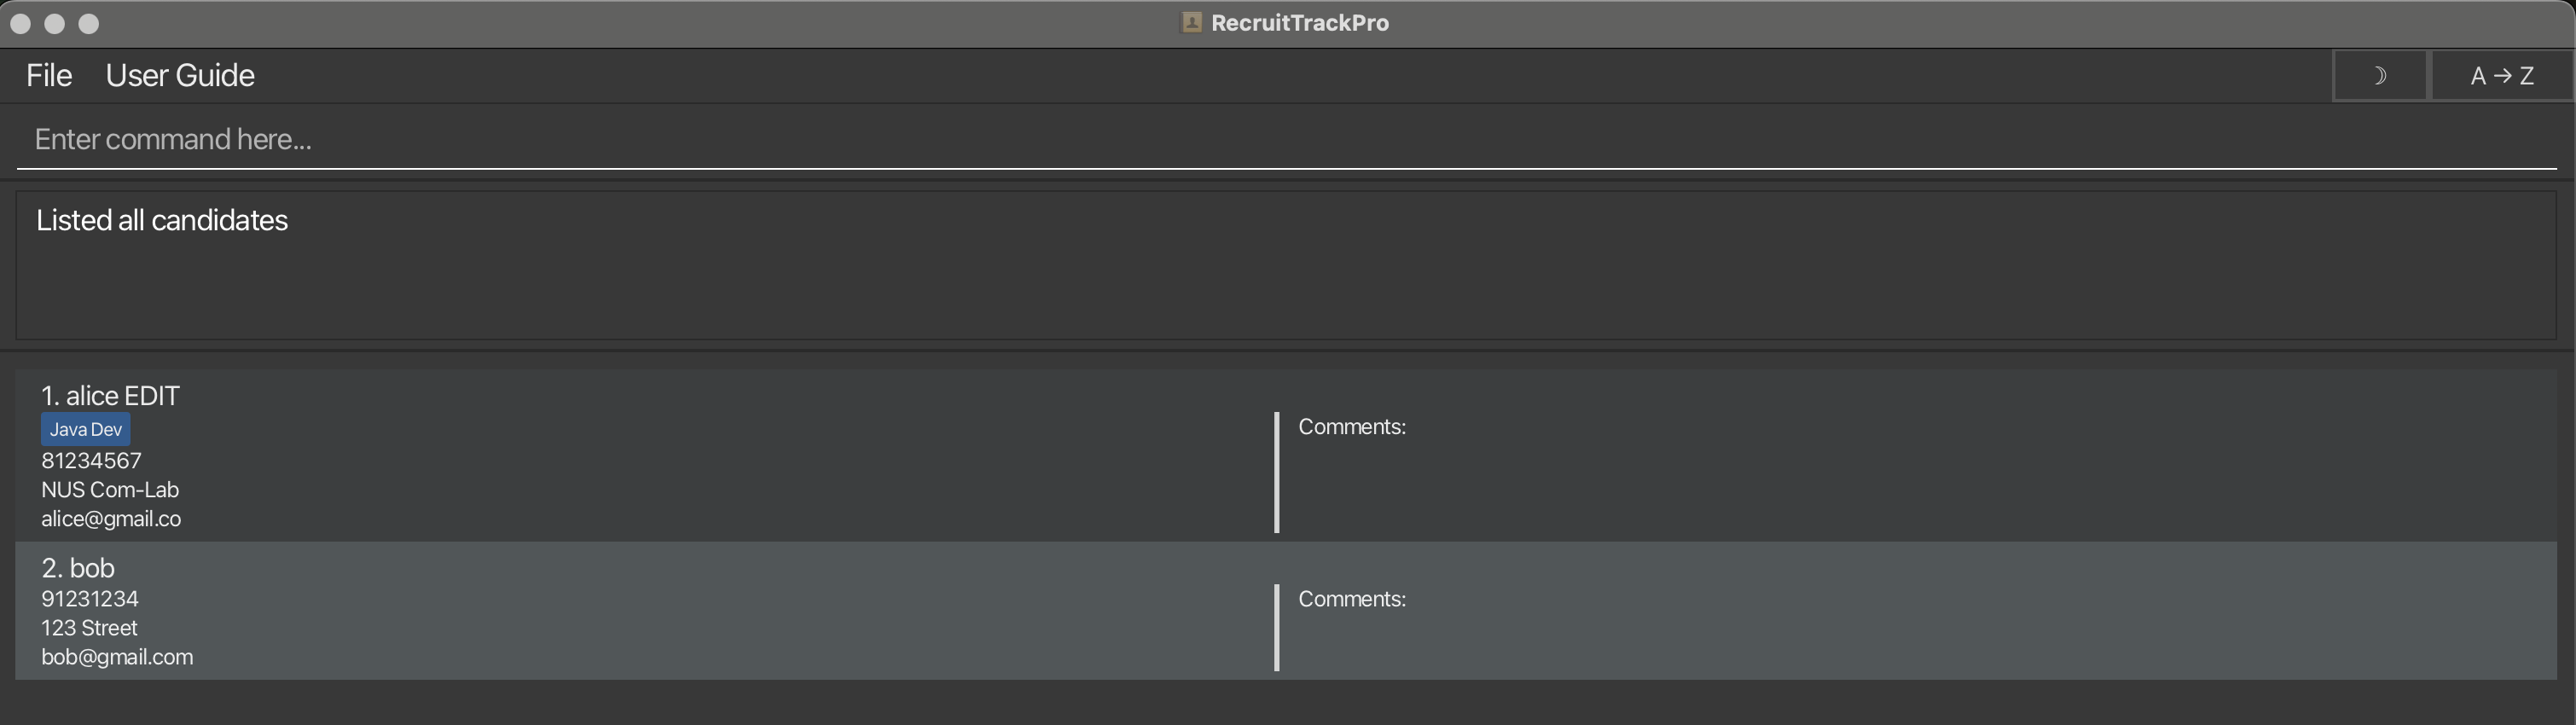 RecruitTrackPro
File User Guide
☽ A → Z
Enter command here...
Listed all candidates
1. alice EDIT
Java Dev
81234567
NUS Com-Lab
alice@gmail.co
Comments:
2. bob
91231234
123 Street
bob@gmail.com
Comments: